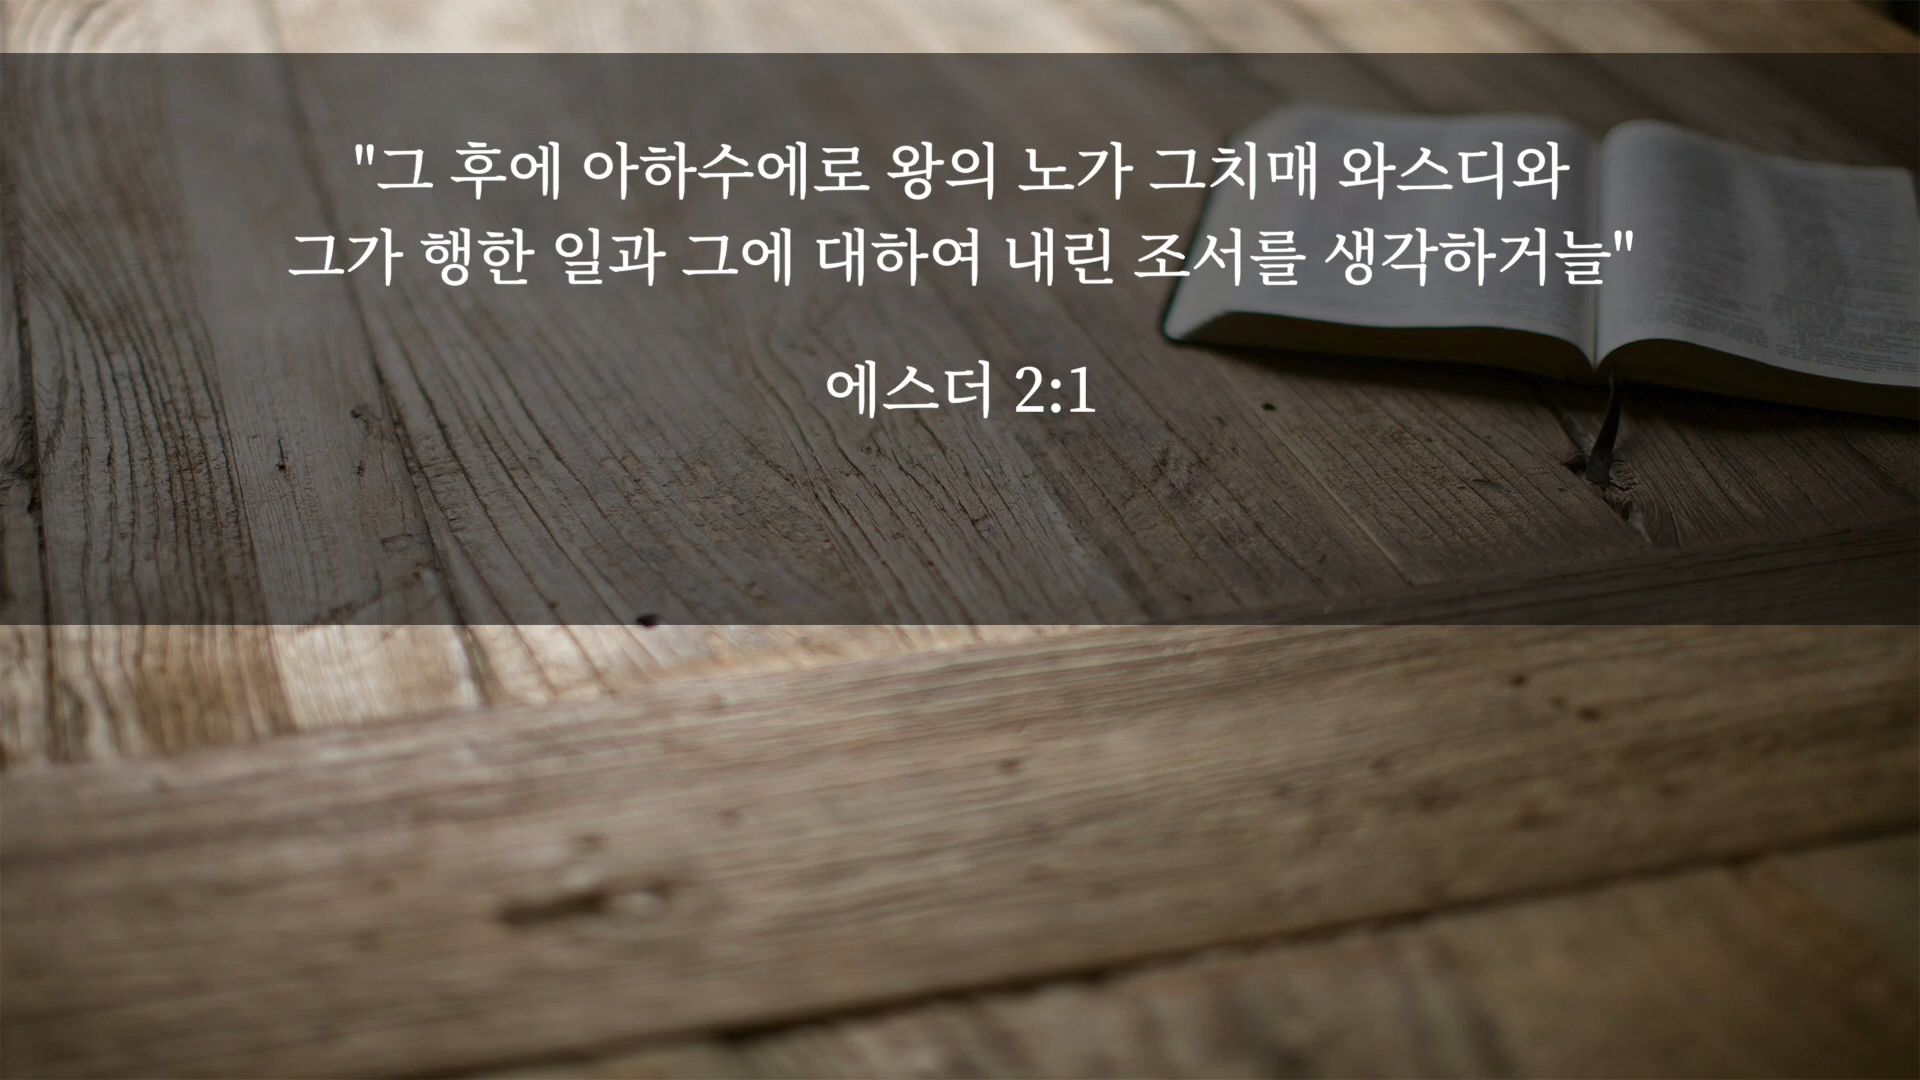 "그 후에 아하수에로 왕의 노가 그치매 와스디와
그가 행한 일과 그에 대하여 내린 조서를 생각하거늘"
에스더 2:1